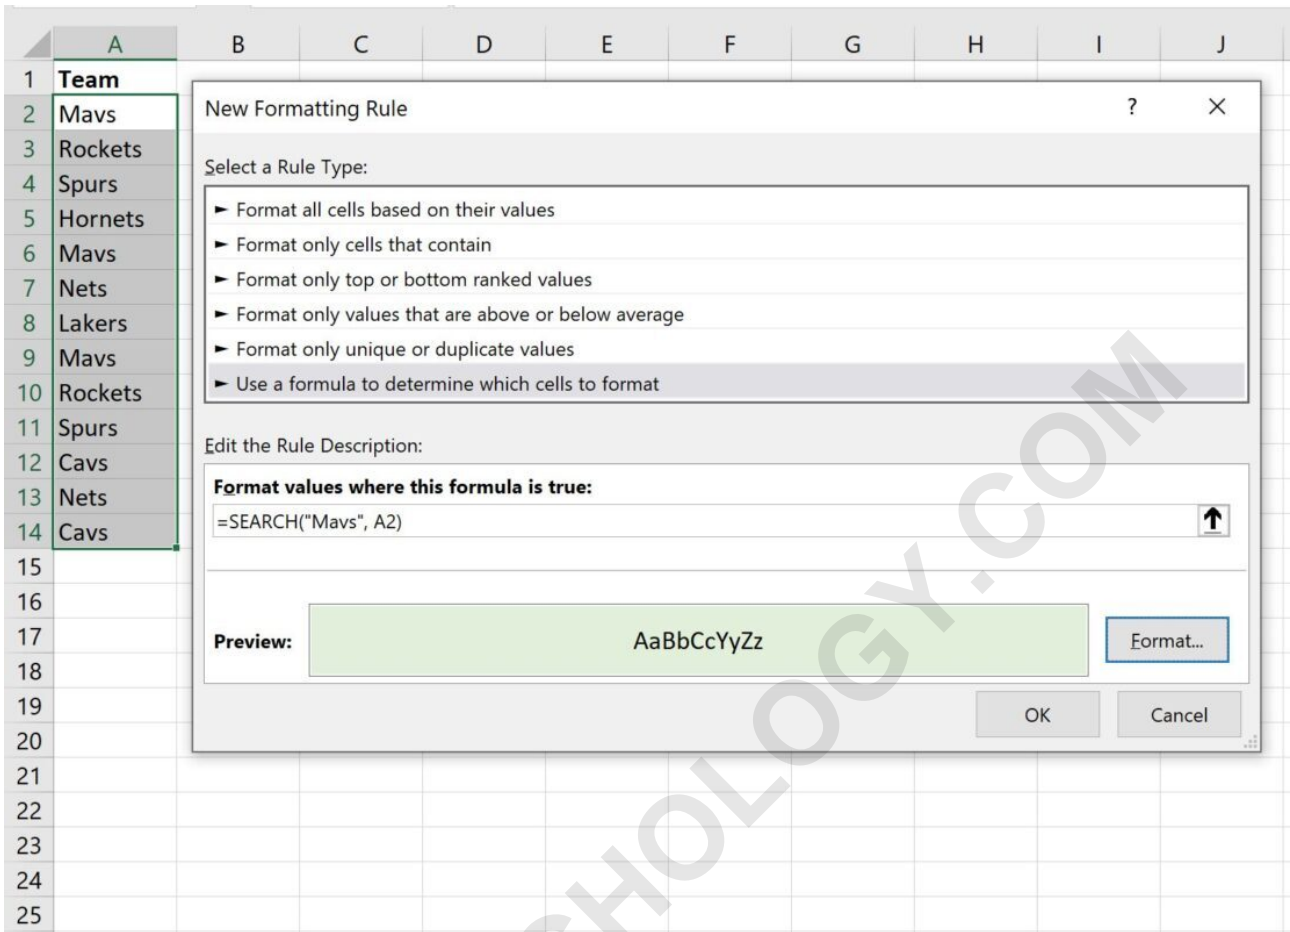 A B C D E F G H I J
1 Team
2 Mavs
3 Rockets
4 Spurs
5 Hornets
6 Mavs
7 Nets
8 Lakers
9 Mavs
10 Rockets
11 Spurs
12 Cavs
13 Nets
14 Cavs
15
16
17
18
19
20
21
22
23
24
25
New Formatting Rule ? ×
Select a Rule Type:
► Format all cells based on their values
► Format only cells that contain
► Format only top or bottom ranked values
► Format only values that are above or below average
► Format only unique or duplicate values
► Use a formula to determine which cells to format
Edit the Rule Description:
Format values where this formula is true:
=SEARCH("Mavs", A2)
Preview: AaBbCcYyZz Format...
OK Cancel
CHOLOGY.COM